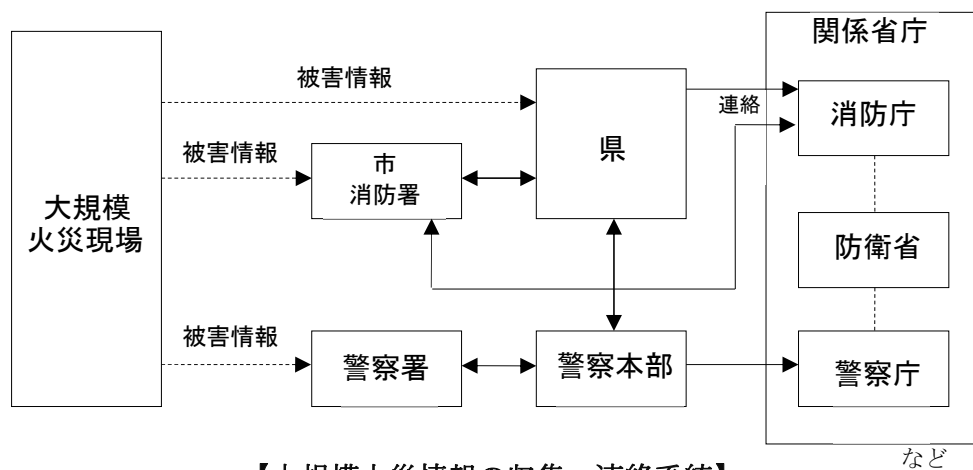 関係省庁
被害情報
連絡
消防庁
県
被害情報
市
消防署
大規模
火災現場
防衛省
被害情報
警察署
警察本部
警察庁
など